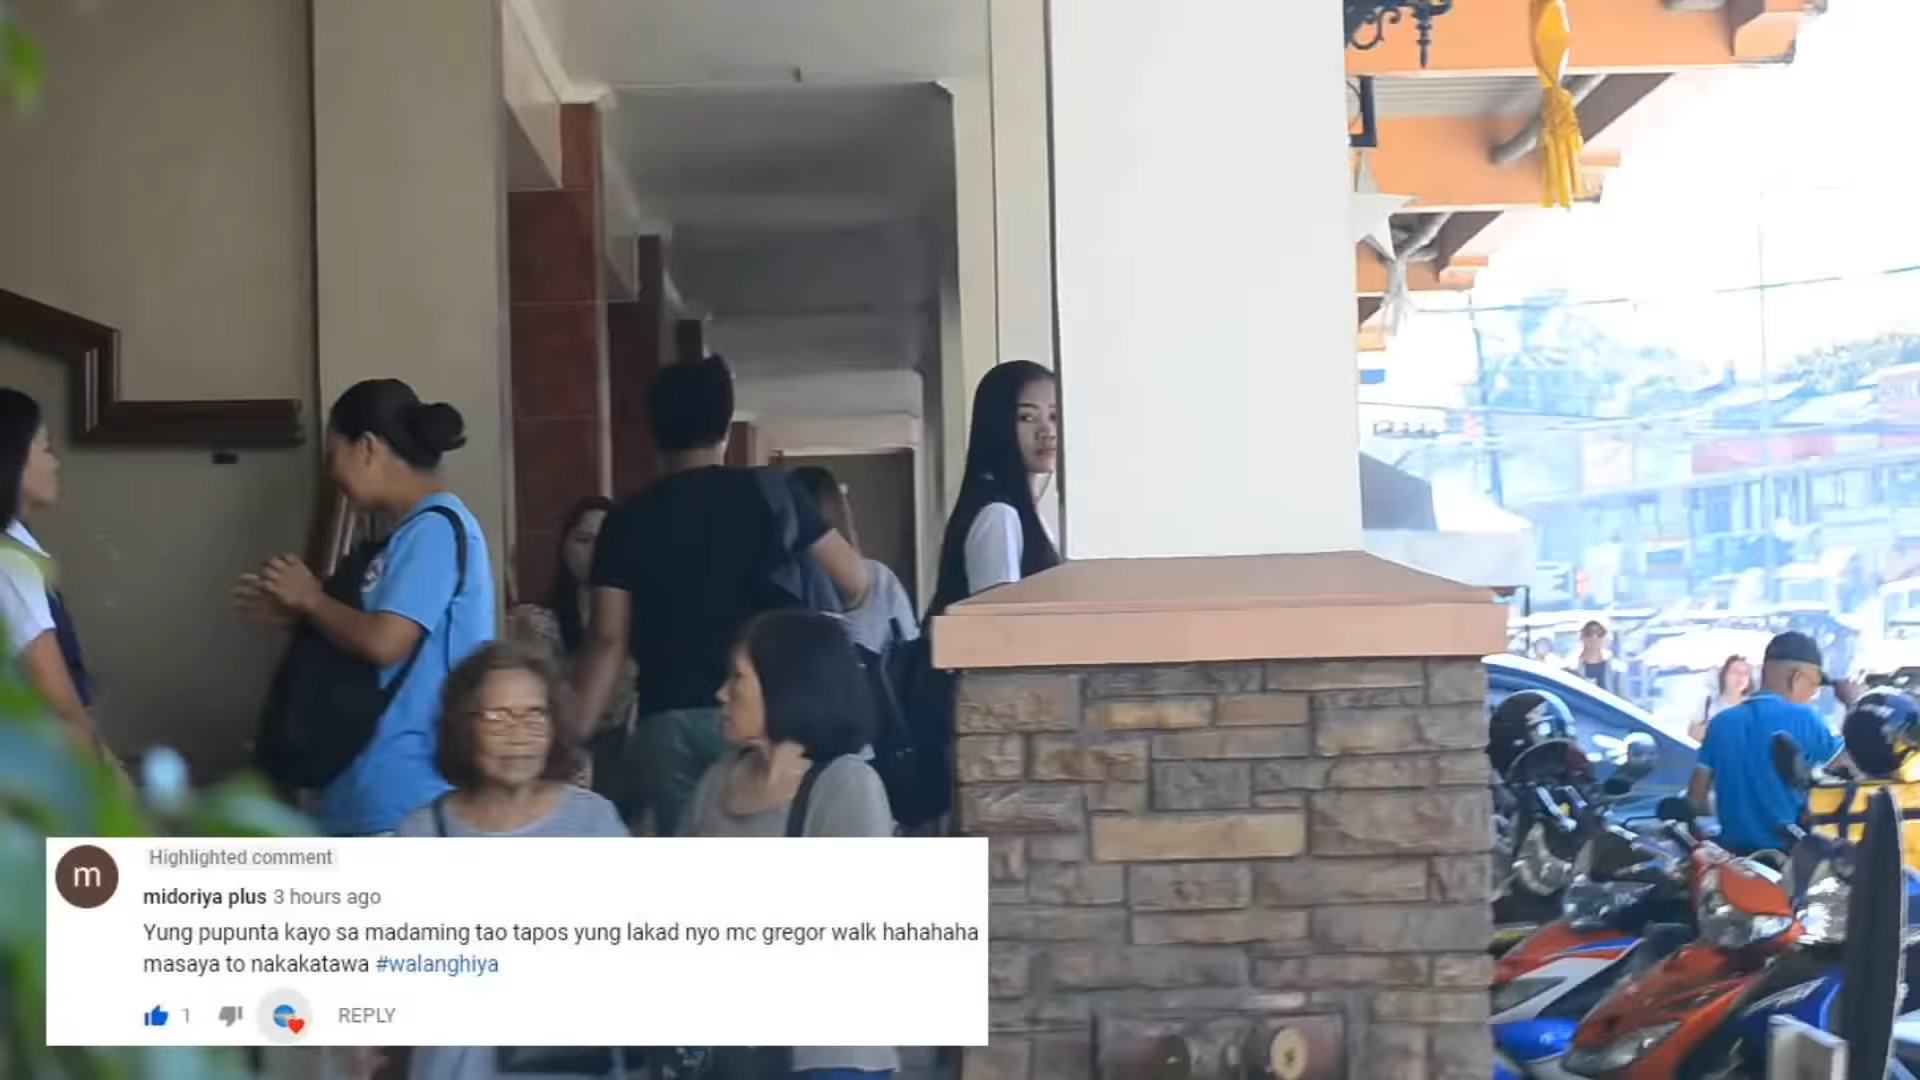 m
Highlighted comment
midoriya plus 3 hours ago
Yung pupunta kayo sa madaming tao tapos yung lakad nyo mc gregor walk hahahaha
masaya to nakakatawa #walanghiya
1
REPLY